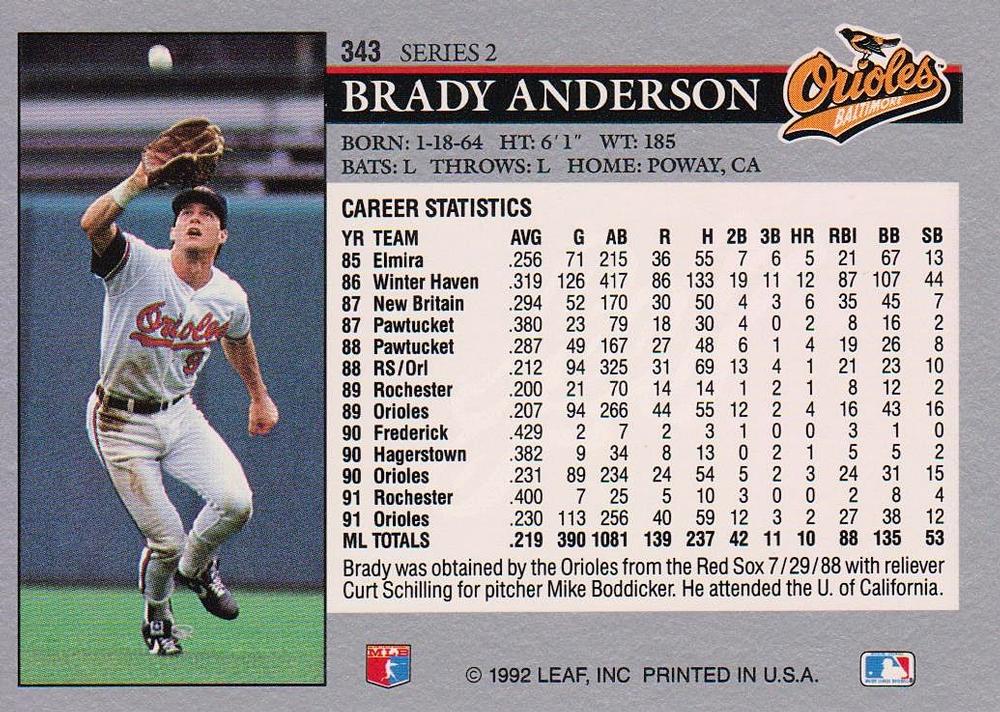 343 SERIES 2
BRADY ANDERSON
Orioles
BALTIMORE
BORN: 1-18-64 HT: 6'1" WT: 185
BATS: L THROWS: L HOME: POWAY, CA
CAREER STATISTICS
YR TEAM AVG G AB R H 2B 3B HR RBI BB SB
85 Elmira .256 71 215 36 55 7 6 5 21 67 13
86 Winter Haven .319 126 417 86 133 19 11 12 87 107 44
87 New Britain .294 52 170 30 50 4 3 6 35 45 7
87 Pawtucket .380 23 79 18 30 4 0 2 8 16 2
88 Pawtucket .287 49 167 27 48 6 1 4 19 26 8
88 RS/Orl .212 94 325 31 69 13 4 1 21 23 10
89 Rochester .200 21 70 14 14 1 2 1 8 12 2
89 Orioles .207 94 266 44 55 12 2 4 16 43 16
90 Frederick .429 2 7 2 3 1 0 0 3 1 0
90 Hagerstown .382 9 34 8 13 0 2 1 5 5 2
90 Orioles .231 89 234 24 54 5 2 3 24 31 15
91 Rochester .400 7 25 5 10 3 0 0 2 8 4
91 Orioles .230 113 256 40 59 12 3 2 27 38 12
ML TOTALS .219 390 1081 139 237 42 11 10 88 135 53
Brady was obtained by the Orioles from the Red Sox 7/29/88 with reliever
Curt Schilling for pitcher Mike Boddicker. He attended the U. of California.
Orioles
9
MLB
© 1992 LEAF, INC PRINTED IN U.S.A.